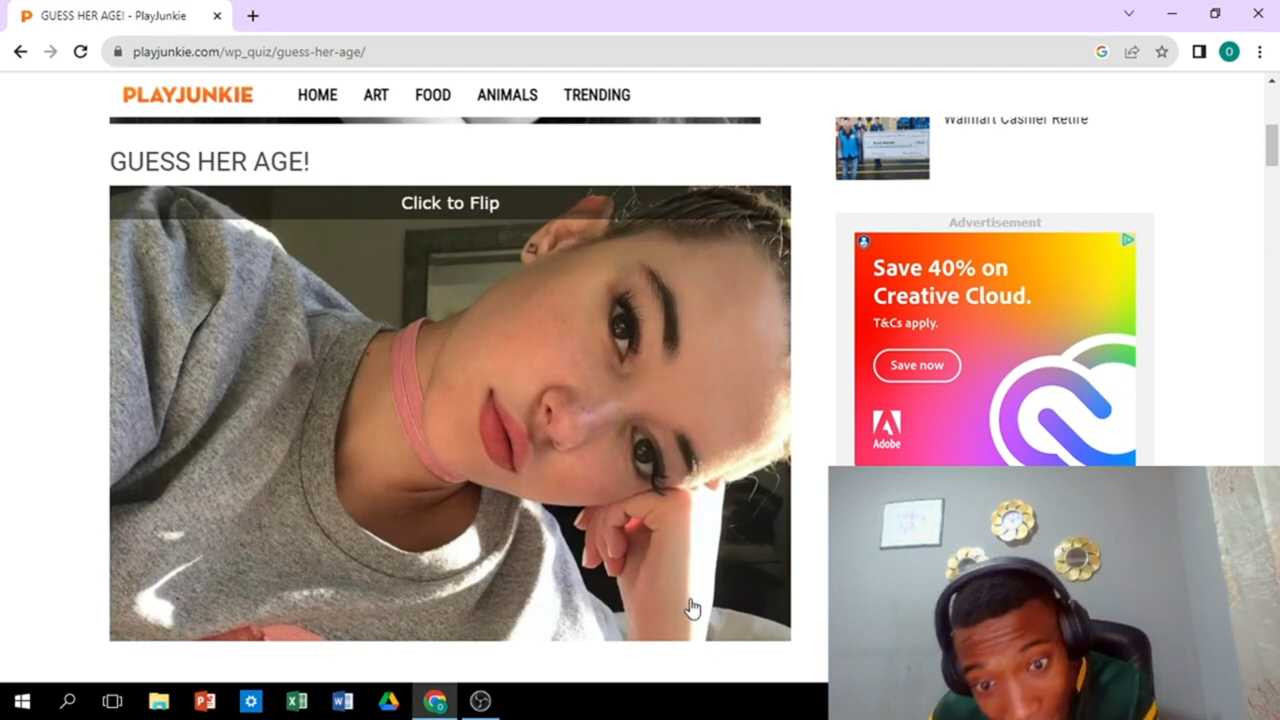 GUESS HER AGE! - PlayJunkie
playjunkie.com/wp_quiz/guess-her-age/
PLAYJUNKIE HOME ART FOOD ANIMALS TRENDING
Walmart Cashier Retire
GUESS HER AGE!
Click to Flip
Advertisement
Save 40% on
Creative Cloud.
T&Cs apply.
Save now
Adobe